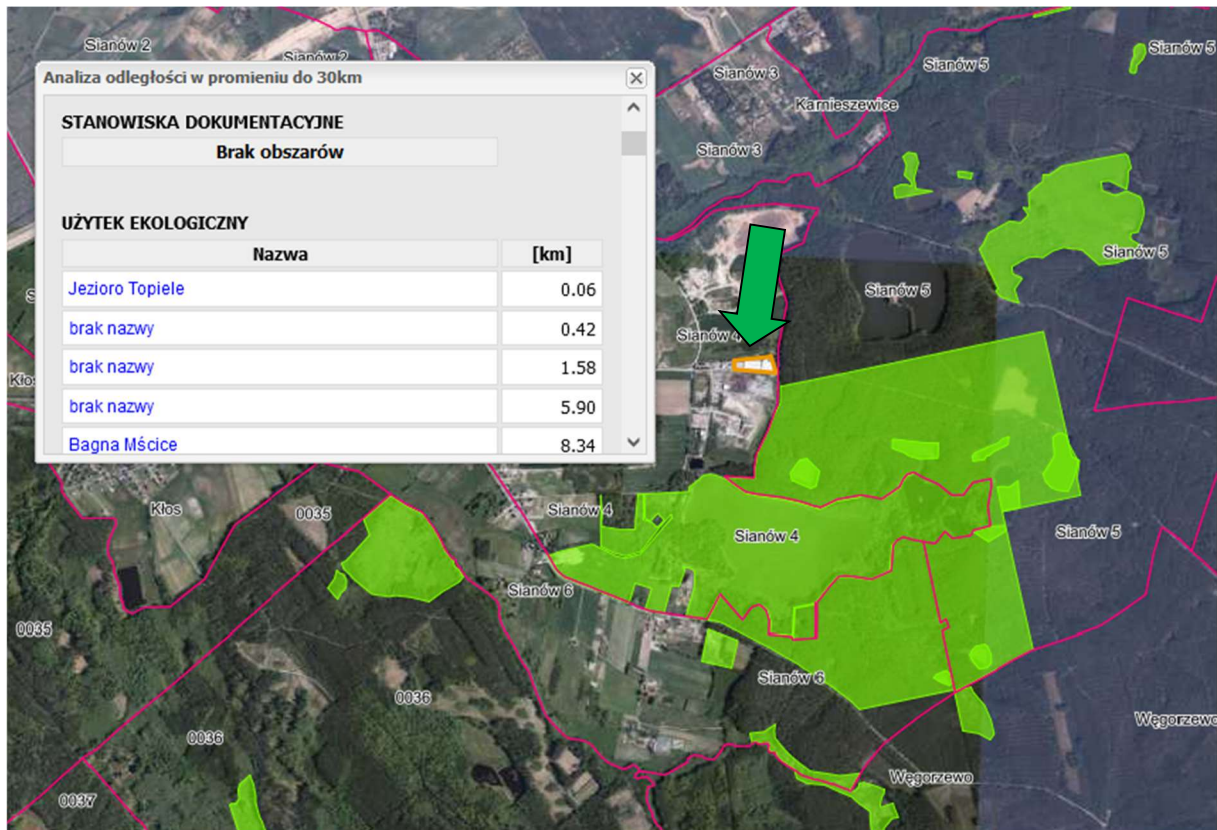 Sianów 2
Sianów 2
Sianów 3
Sianów 5
Sianów 5
Analiza odległości w promieniu do 30km
STANOWISKA DOKUMENTACYJNE
Brak obszarów
UŻYTEK EKOLOGICZNY
Nazwa [km]
Jezioro Topiele 0.06
brak nazwy 0.42
brak nazwy 1.58
brak nazwy 5.90
Bagna Mścice 8.34
Karnieszewice
Sianów 3
Sianów 5
Sianów 5
Sianów 4
Kłos
0035
Sianów 4
Sianów 4
Sianów 5
Sianów 6
0035
0036
Sianów 6
Węgorzewo
0036
Węgorzewo
0037